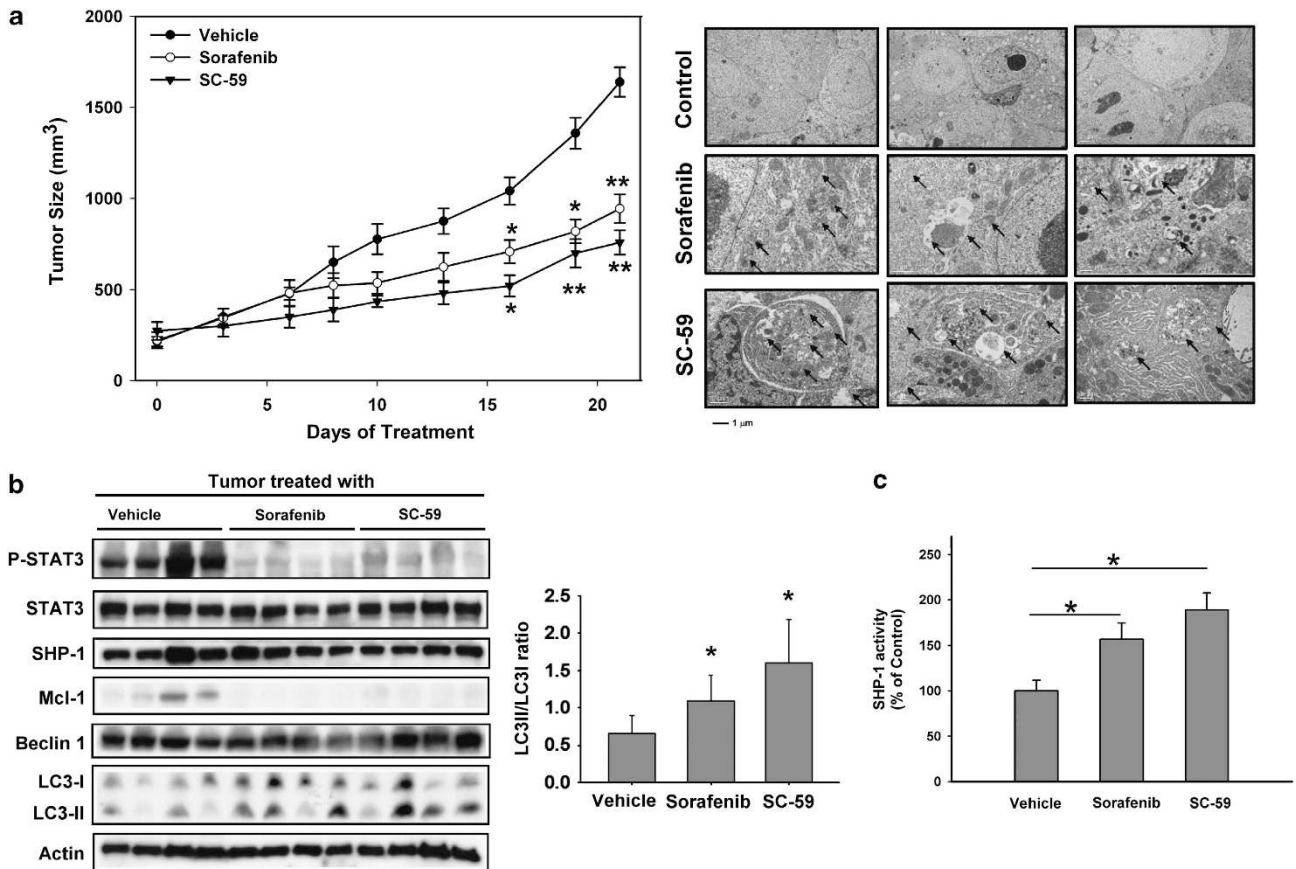 a
2000
1500
1000
500
0
Tumor Size (mm³)
Vehicle
Sorafenib
SC-59
*
*
**
*
**
**
0
5
10
15
20
Days of Treatment
Control
Sorafenib
SC-59
1 µm
b
Tumor treated with
Vehicle
Sorafenib
SC-59
P-STAT3
STAT3
SHP-1
Mcl-1
Beclin 1
LC3-I
LC3-II
Actin
LC3II/LC3I ratio
2.5
2.0
1.5
1.0
0.5
0.0
*
*
Vehicle
Sorafenib
SC-59
c
SHP-1 activity
(% of Control)
250
200
150
100
50
0
*
*
Vehicle
Sorafenib
SC-59